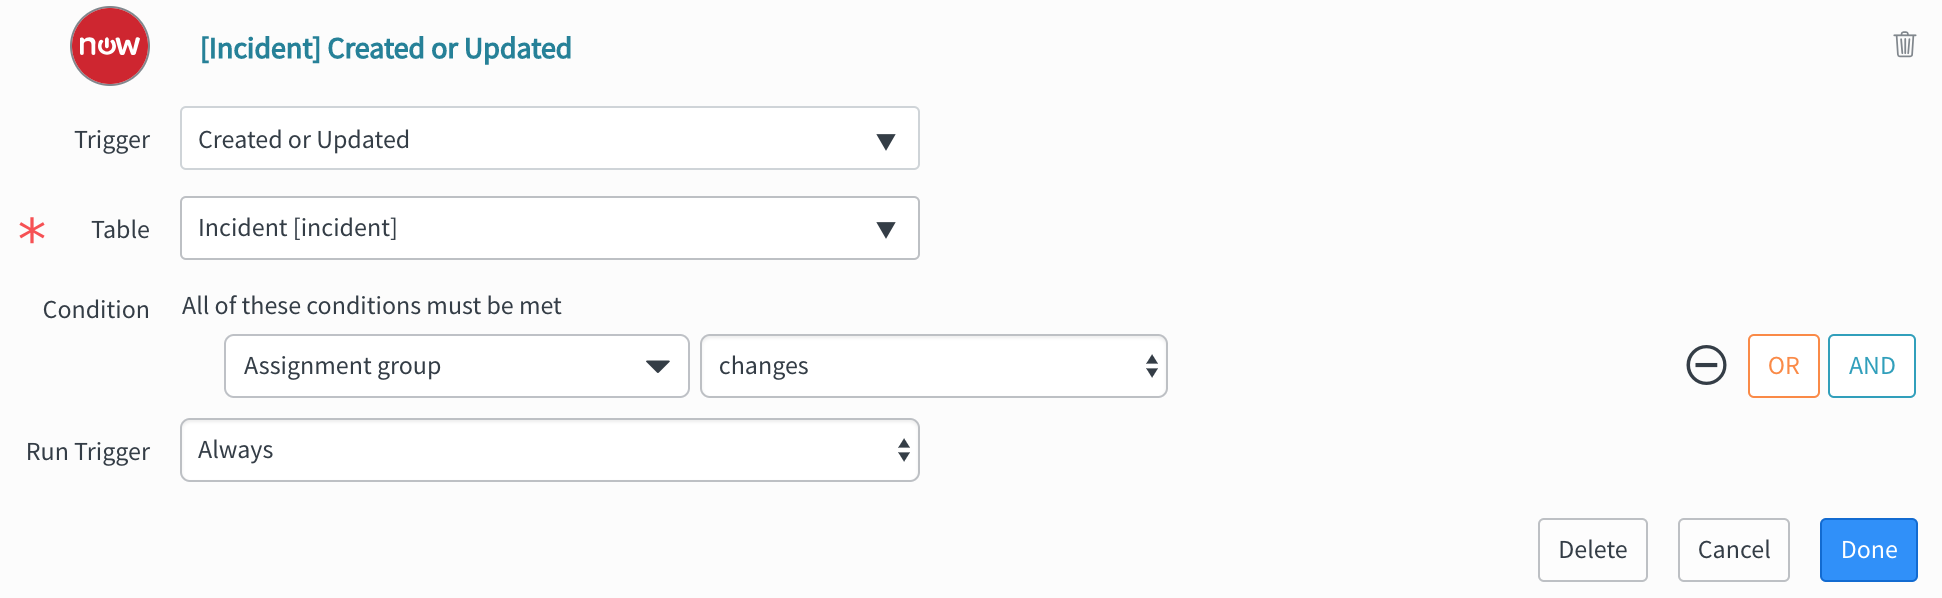 now
[Incident] Created or Updated
Trigger
Created or Updated
* Table
Incident [incident]
Condition
All of these conditions must be met
Assignment group
changes
OR
AND
Run Trigger
Always
Delete
Cancel
Done